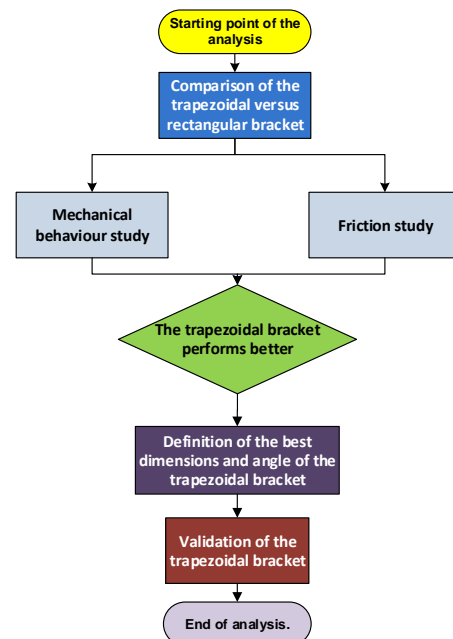 Starting point of the
analysis
Comparison of the
trapezoidal versus
rectangular bracket
Mechanical
behaviour study
Friction study
The trapezoidal bracket
performs better
Definition of the best
dimensions and angle of the
trapezoidal bracket
Validation of the
trapezoidal bracket
End of analysis.